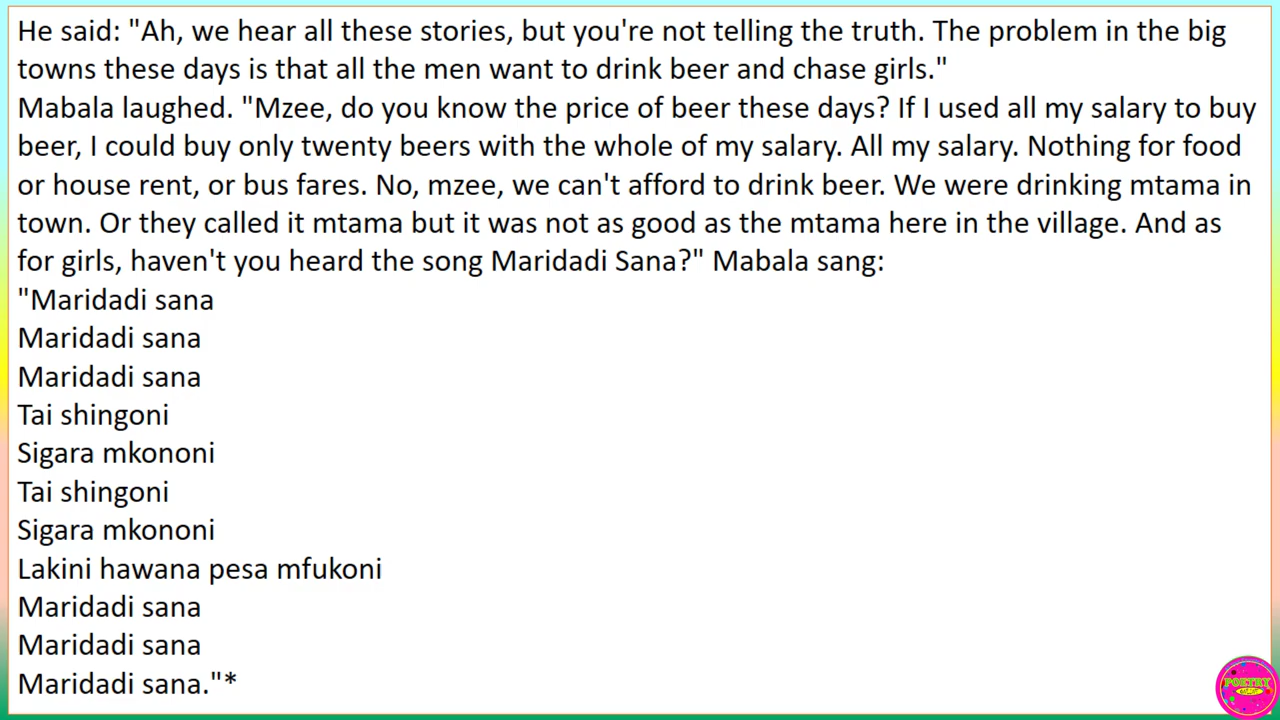 He said: "Ah, we hear all these stories, but you're not telling the truth. The problem in the big
towns these days is that all the men want to drink beer and chase girls."
Mabala laughed. "Mzee, do you know the price of beer these days? If I used all my salary to buy
beer, I could buy only twenty beers with the whole of my salary. All my salary. Nothing for food
or house rent, or bus fares. No, mzee, we can't afford to drink beer. We were drinking mtama in
town. Or they called it mtama but it was not as good as the mtama here in the village. And as
for girls, haven't you heard the song Maridadi Sana?" Mabala sang:
"Maridadi sana
Maridadi sana
Maridadi sana
Tai shingoni
Sigara mkononi
Tai shingoni
Sigara mkononi
Lakini hawana pesa mfukoni
Maridadi sana
Maridadi sana
Maridadi sana."*
POETRY